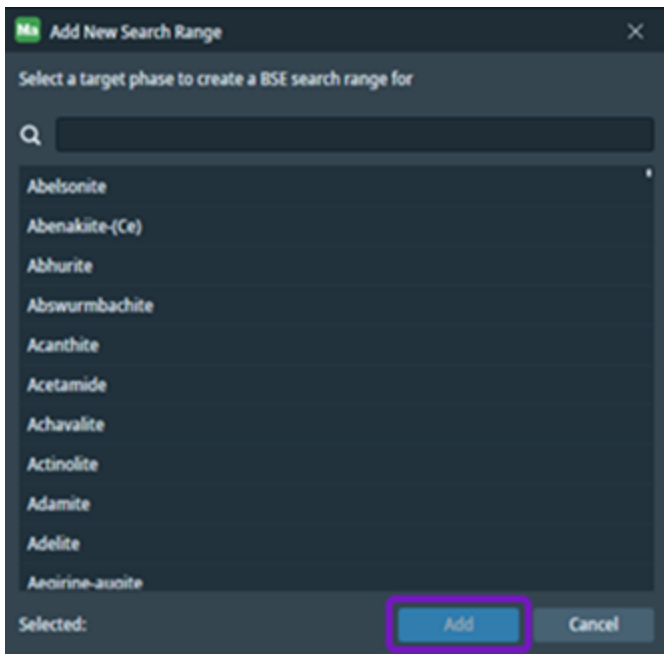 Ma Add New Search Range
Select a target phase to create a BSE search range for
Abelsonite
Abenakiite-(Ce)
Abhurite
Abswurmbachite
Acanthite
Acetamide
Achavalite
Actinolite
Adamite
Adelite
Aegirine-augite
Selected:
Add
Cancel